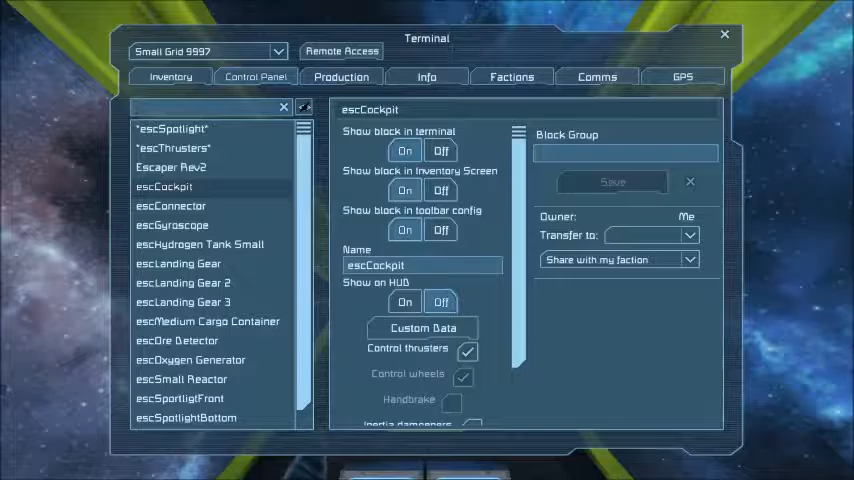 Terminal
Small Grid 9997
Remote Access
Inventory
Control Panel
Production
Info
Factions
Comms
GPS
*escSpotlight*
*escThrusters*
Escaper Rev2
escCockpit
escConnector
escGyroscope
escHydrogen Tank Small
escLanding Gear
escLanding Gear 2
escLanding Gear 3
escMedium Cargo Container
escOre Detector
escOxygen Generator
escSmall Reactor
escSportligtFront
escSpotlightBottom
escCockpit
Show block in terminal
On Off
Show block in Inventory Screen
On Off
Show block in toolbar config
On Off
Name
escCockpit
Show on HUD
On Off
Custom Data
Control thrusters
Control wheels
Handbrake
Inertia dampeners
Block Group
Save
Owner: Me
Transfer to:
Share with my faction